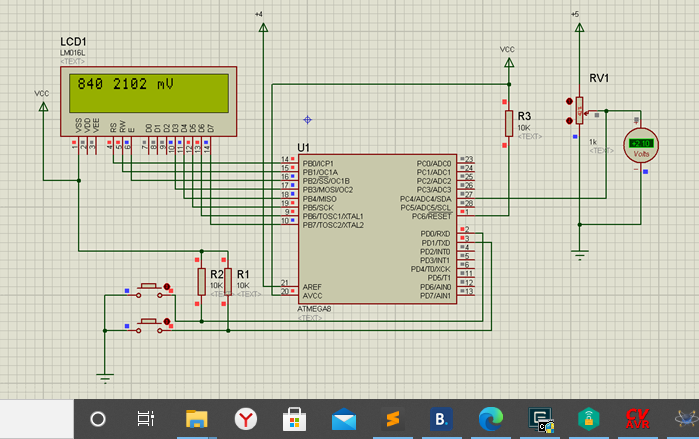 +4
+5
LCD1
LM016L
<TEXT>
VCC
840 2102 mV
VCC
RV1
VSS
VDD
VEE
RS
RW
E
D0
D1
D2
D3
D4
D5
D6
D7
1
2
3
4
5
6
7
8
9
10
11
12
13
14
R3
10K
<TEXT>
1k
<TEXT>
+2.10
Volts
U1
14 PB0/ICP1 PC0/ADC0 23
15 PB1/OC1A PC1/ADC1 24
16 PB2/SS/OC1B PC2/ADC2 25
17 PB3/MOSI/OC2 PC3/ADC3 26
18 PB4/MISO PC4/ADC4/SDA 27
19 PB5/SCK PC5/ADC5/SCL 28
9 PB6/TOSC1/XTAL1 PC6/RESET 1
10 PB7/TOSC2/XTAL2
PD0/RXD 2
PD1/TXD 3
PD2/INT0 4
PD3/INT1 5
PD4/T0/XCK 6
PD5/T1 11
21 AREF PD6/AIN0 12
20 AVCC PD7/AIN1 13
ATMEGA8
<TEXT>
R2
10K
<TEXT>
R1
10K
<TEXT>
+4
Y
B.
CV
AVR